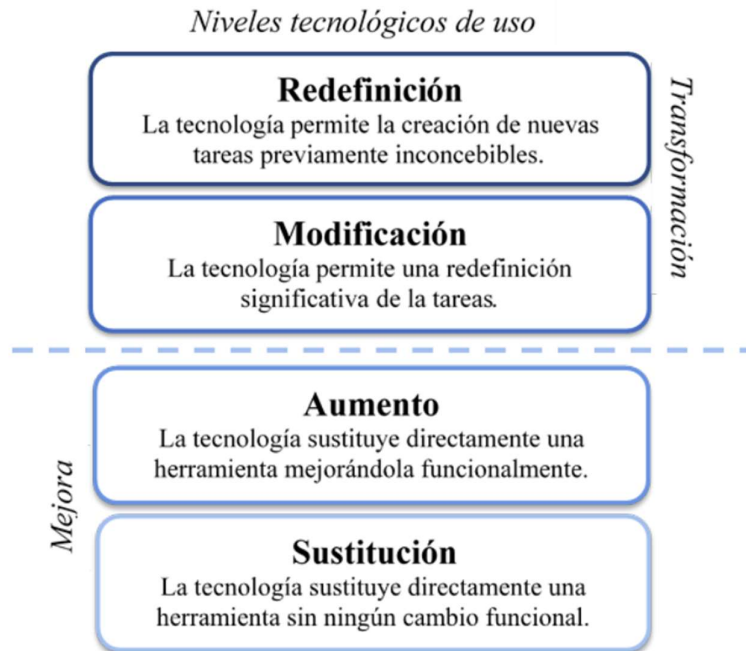 Niveles tecnológicos de uso
Redefinición
La tecnología permite la creación de nuevas
tareas previamente inconcebibles.
Transformación
Modificación
La tecnología permite una redefinición
significativa de la tareas.
Aumento
La tecnología sustituye directamente una
herramienta mejorándola funcionalmente.
Mejora
Sustitución
La tecnología sustituye directamente una
herramienta sin ningún cambio funcional.